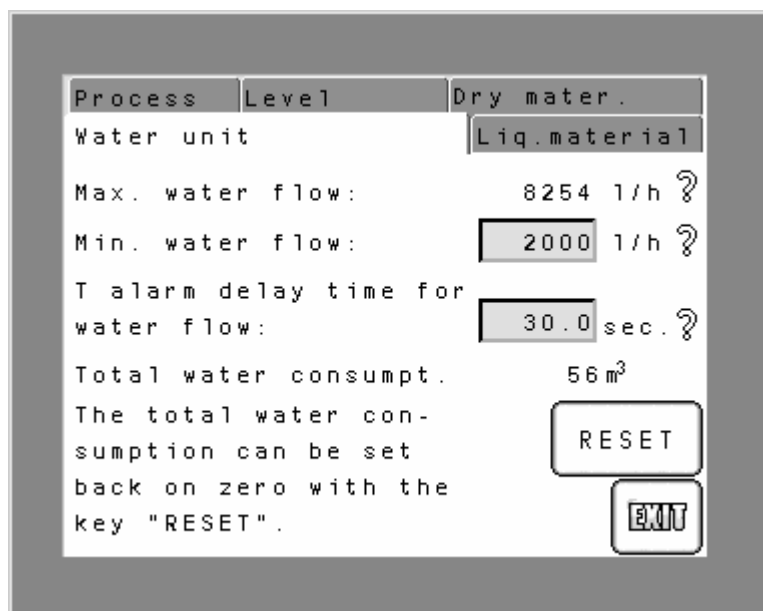 Process Level Dry mater.
Water unit Liq.material
Max. water flow: 8254 l/h ?
Min. water flow: 2000 l/h ?
T alarm delay time for
water flow: 30.0 sec. ?
Total water consumpt. 56 m³
The total water con-
sumption can be set
back on zero with the
key "RESET".
RESET
EXIT